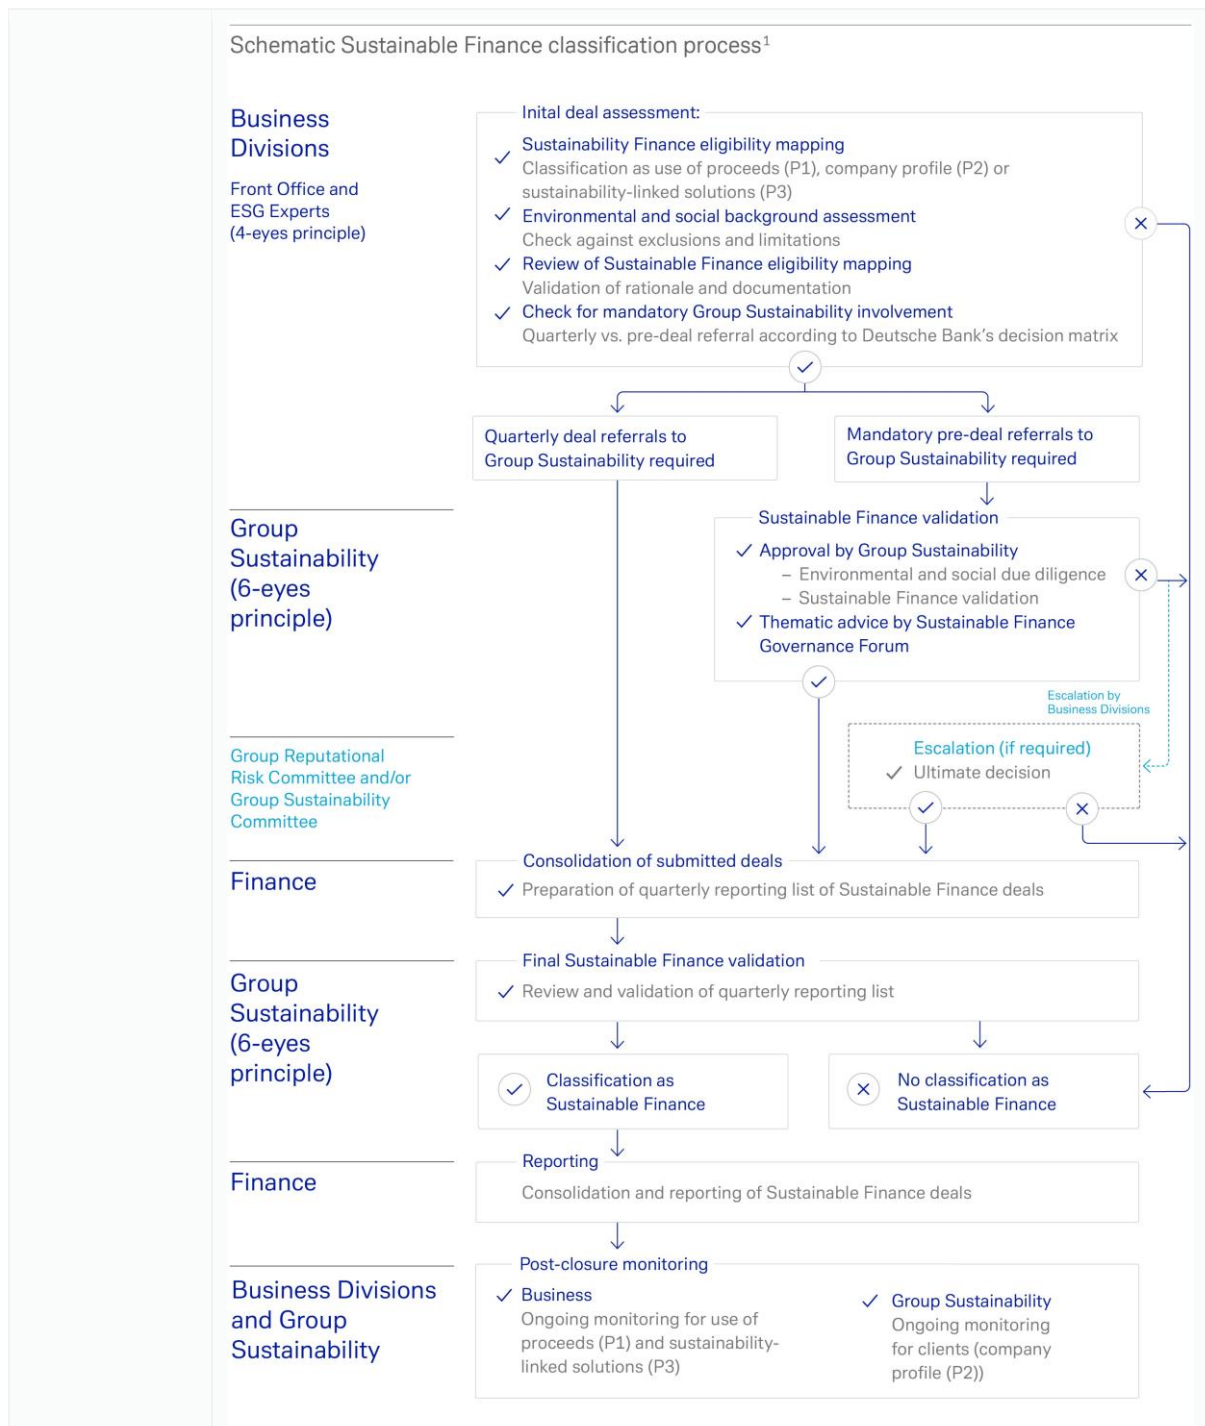 Schematic Sustainable Finance classification process1
Business
Divisions
Front Office and
ESG Experts
(4-eyes principle)
Inital deal assessment:
Sustainability Finance eligibility mapping
Classification as use of proceeds (P1), company profile (P2) or
sustainability-linked solutions (P3)
Environmental and social background assessment
Check against exclusions and limitations
Review of Sustainable Finance eligibility mapping
Validation of rationale and documentation
Check for mandatory Group Sustainability involvement
Quarterly vs. pre-deal referral according to Deutsche Bank's decision matrix
Quarterly deal referrals to
Group Sustainability required
Mandatory pre-deal referrals to
Group Sustainability required
Group
Sustainability
(6-eyes
principle)
Sustainable Finance validation
Approval by Group Sustainability
– Environmental and social due diligence
– Sustainable Finance validation
Thematic advice by Sustainable Finance
Governance Forum
Escalation by
Business Divisions
Group Reputational
Risk Committee and/or
Group Sustainability
Committee
Escalation (if required)
Ultimate decision
Finance
Consolidation of submitted deals
Preparation of quarterly reporting list of Sustainable Finance deals
Group
Sustainability
(6-eyes
principle)
Final Sustainable Finance validation
Review and validation of quarterly reporting list
Classification as
Sustainable Finance
No classification as
Sustainable Finance
Finance
Reporting
Consolidation and reporting of Sustainable Finance deals
Business Divisions
and Group
Sustainability
Post-closure monitoring
Business
Ongoing monitoring for use of
proceeds (P1) and sustainability-
linked solutions (P3)
Group Sustainability
Ongoing monitoring
for clients (company
profile (P2))